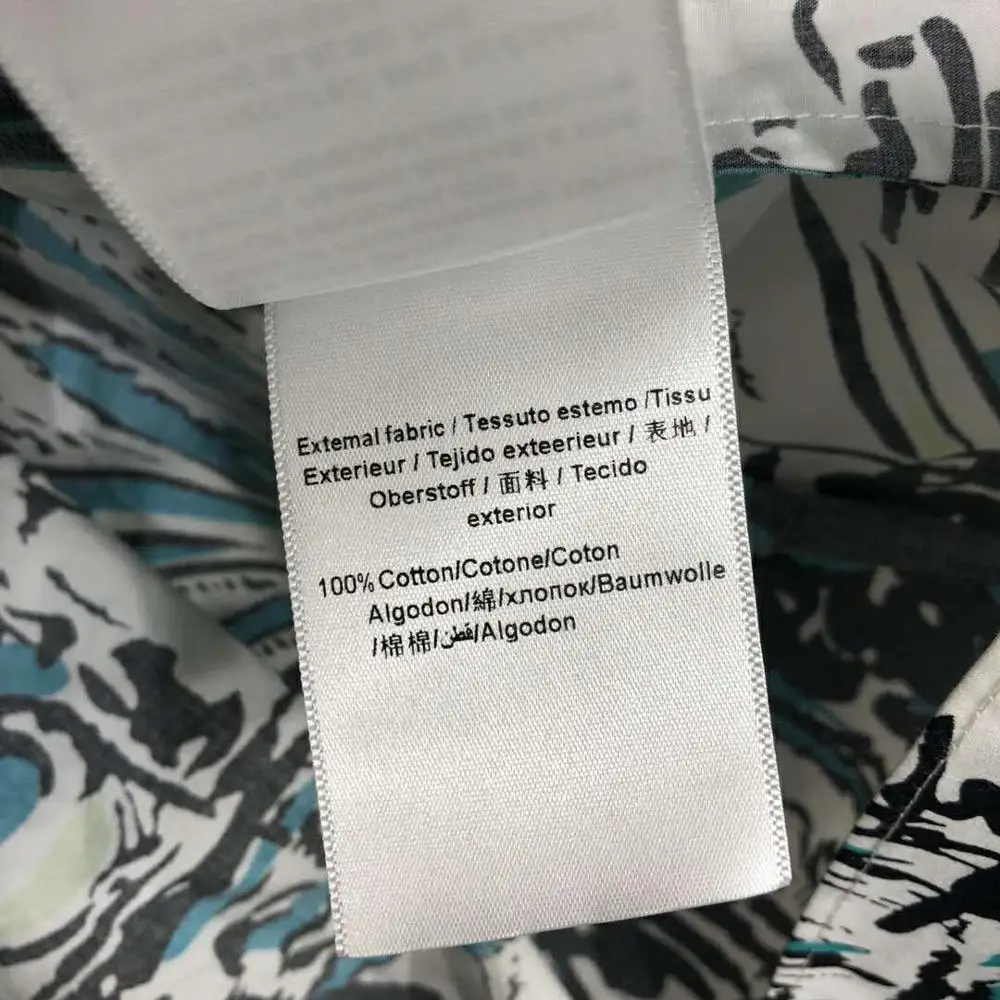 Extemal fabric / Tessuto estemo /Tissu
Exterieur / Tejido exteerieur / 表地 /
Oberstoff / 面料 / Tecido
exterior
100% Cotton/Cotone/Coton
Algodon/綿/хлопок/Baumwolle
/棉棉/قطن/Algodon